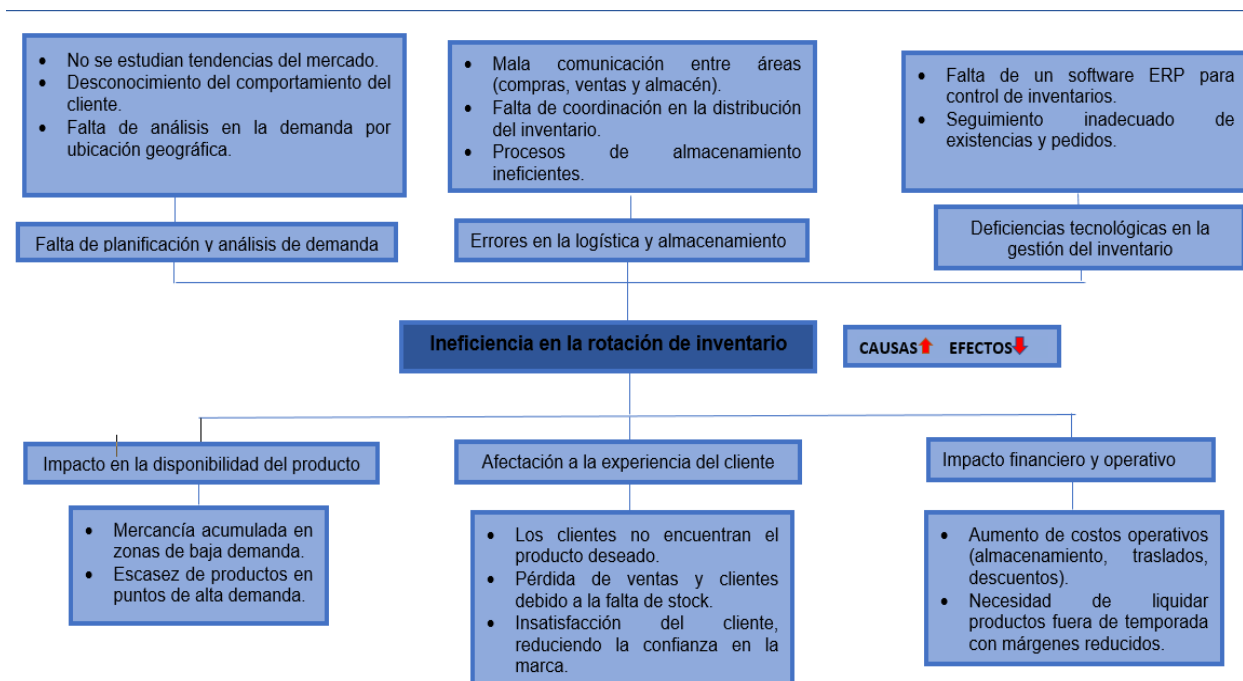 No se estudian tendencias del mercado.
Desconocimiento del comportamiento del
cliente.
Falta de análisis en la demanda por
ubicación geográfica.
Mala comunicación entre áreas
(compras, ventas y almacén).
Falta de coordinación en la distribución
del inventario.
Procesos de almacenamiento
ineficientes.
Falta de un software ERP para
control de inventarios.
Seguimiento inadecuado de
existencias y pedidos.
Falta de planificación y análisis de demanda
Errores en la logística y almacenamiento
Deficiencias tecnológicas en la
gestión del inventario
Ineficiencia en la rotación de inventario
CAUSAS EFECTOS
Impacto en la disponibilidad del producto
Afectación a la experiencia del cliente
Impacto financiero y operativo
Mercancía acumulada en
zonas de baja demanda.
Escasez de productos en
puntos de alta demanda.
Los clientes no encuentran el
producto deseado.
Pérdida de ventas y clientes
debido a la falta de stock.
Insatisfacción del cliente,
reduciendo la confianza en la
marca.
Aumento de costos operativos
(almacenamiento, traslados,
descuentos).
Necesidad de liquidar
productos fuera de temporada
con márgenes reducidos.